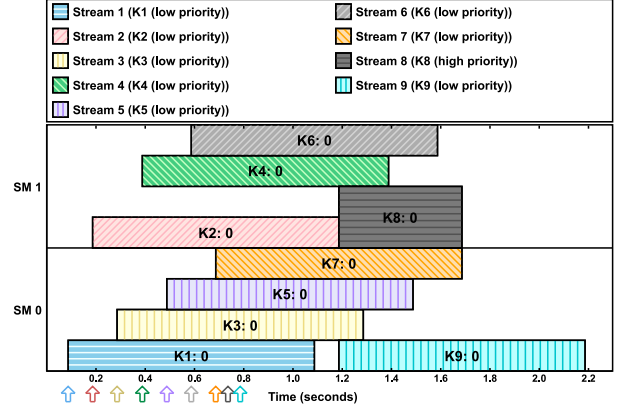 Stream 1 (K1 (low priority))
Stream 2 (K2 (low priority))
Stream 3 (K3 (low priority))
Stream 4 (K4 (low priority))
Stream 5 (K5 (low priority))
Stream 6 (K6 (low priority))
Stream 7 (K7 (low priority))
Stream 8 (K8 (high priority))
Stream 9 (K9 (low priority))
K6: 0
K4: 0
SM 1
K8: 0
K2: 0
K7: 0
K5: 0
SM 0
K3: 0
K1: 0 K9: 0
0.2 0.4 0.6 0.8 1.0 1.2 1.4 1.6 1.8 2.0 2.2
Time (seconds)